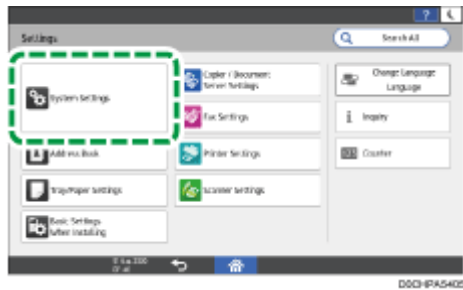 ?
Settings
Search All
System Settings
Copier / Document
Server Settings
Change Language
Language
Fax Settings
i Inquiry
Address Book
Printer Settings
Counter
Tray/Paper Settings
Scanner Settings
Basic Settings
When Installing
D0CHPA5405